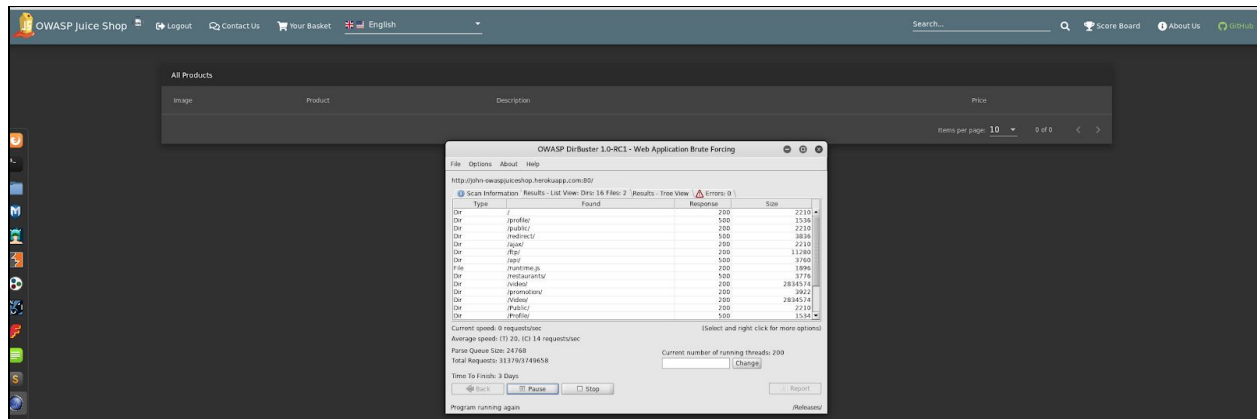 OWASP Juice Shop Logout Contact Us Your Basket English Search... Score Board About Us GitHub
All Products
Image Product Description Price
Items per page: 10 0 of 0
OWASP DirBuster 1.0-RC1 - Web Application Brute Forcing
File Options About Help
http://john-owaspjuiceshop.herokuapp.com:80/
Scan Information Results - List View: Dirs: 16 Files: 2 Results - Tree View Errors: 0
Type Found Response Size
Dir / 200 2210
Dir /profile/ 500 1536
Dir /public/ 200 2210
Dir /redirect/ 500 3836
Dir /ajax/ 200 2210
Dir /ftp/ 200 11280
Dir /api/ 500 3760
File /runtime.js 200 1896
Dir /restaurants/ 500 3776
Dir /video/ 200 2834574
Dir /promotion/ 200 3922
Dir /Video/ 200 2834574
Dir /Public/ 200 2210
Dir /Profile/ 500 1534
Current speed: 0 requests/sec (Select and right click for more options)
Average speed: (T) 20, (C) 14 requests/sec
Parse Queue Size: 24768 Current number of running threads: 200
Total Requests: 31379/3749658 Change
Time To Finish: 3 Days
Back Pause Stop Report
Program running again /Releases/